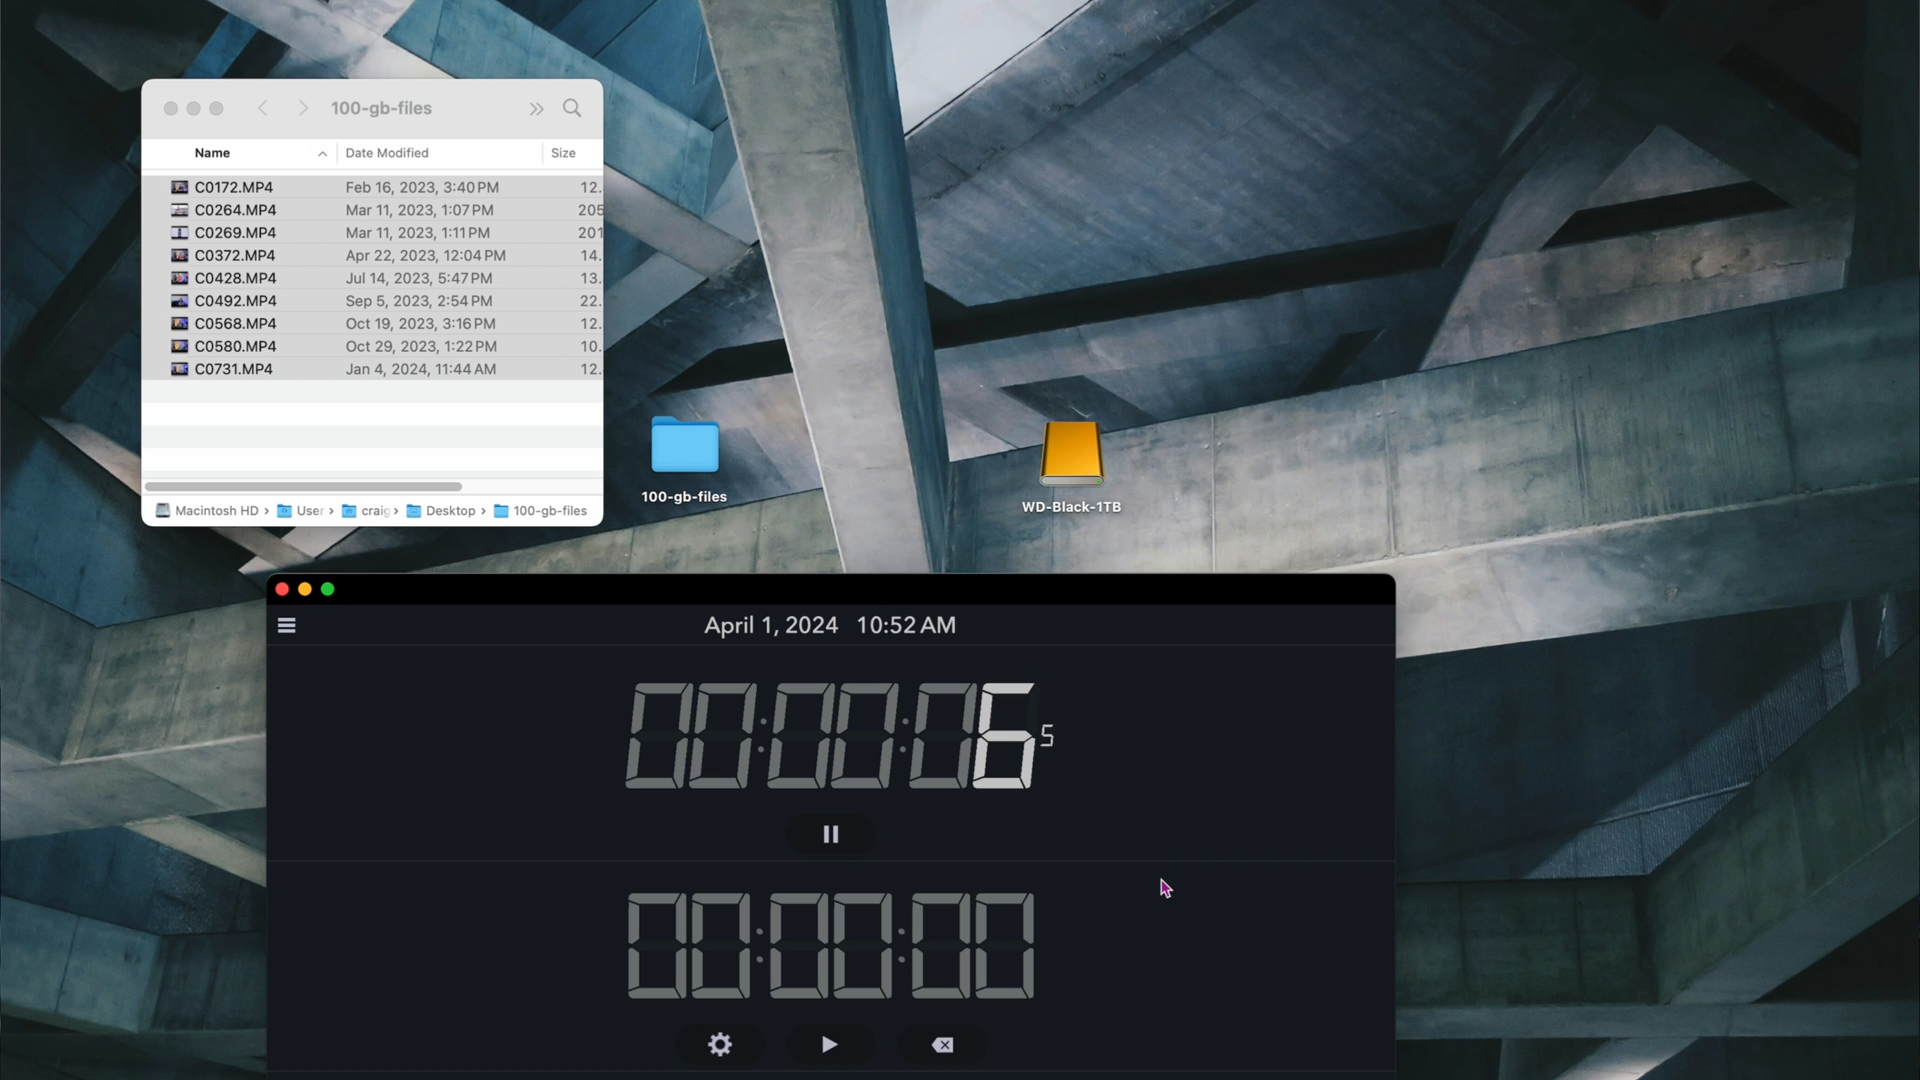 100-gb-files
Name Date Modified Size
C0172.MP4 Feb 16, 2023, 3:40 PM 12.
C0264.MP4 Mar 11, 2023, 1:07 PM 205
C0269.MP4 Mar 11, 2023, 1:11 PM 201
C0372.MP4 Apr 22, 2023, 12:04 PM 14.
C0428.MP4 Jul 14, 2023, 5:47 PM 13.
C0492.MP4 Sep 5, 2023, 2:54 PM 22.
C0568.MP4 Oct 19, 2023, 3:16 PM 12.
C0580.MP4 Oct 29, 2023, 1:22 PM 10.
C0731.MP4 Jan 4, 2024, 11:44 AM 12.
Macintosh HD › User › craig › Desktop › 100-gb-files
100-gb-files
WD-Black-1TB
April 1, 2024 10:52 AM
00:00:06 5
00:00:00